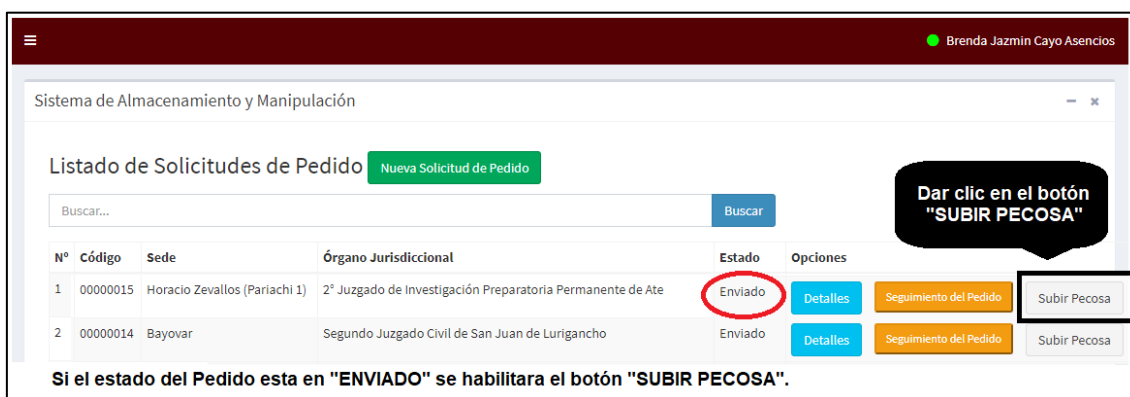 Brenda Jazmin Cayo Asencios
Sistema de Almacenamiento y Manipulación
Listado de Solicitudes de Pedido Nueva Solicitud de Pedido
Buscar... Buscar
Dar clic en el botón
"SUBIR PECOSA"
Nº Código Sede Órgano Jurisdiccional Estado Opciones
1 00000015 Horacio Zevallos (Pariachi 1) 2° Juzgado de Investigación Preparatoria Permanente de Ate Enviado Detalles Seguimiento del Pedido Subir Pecosa
2 00000014 Bayovar Segundo Juzgado Civil de San Juan de Lurigancho Enviado Detalles Seguimiento del Pedido Subir Pecosa
Si el estado del Pedido esta en "ENVIADO" se habilitara el botón "SUBIR PECOSA".